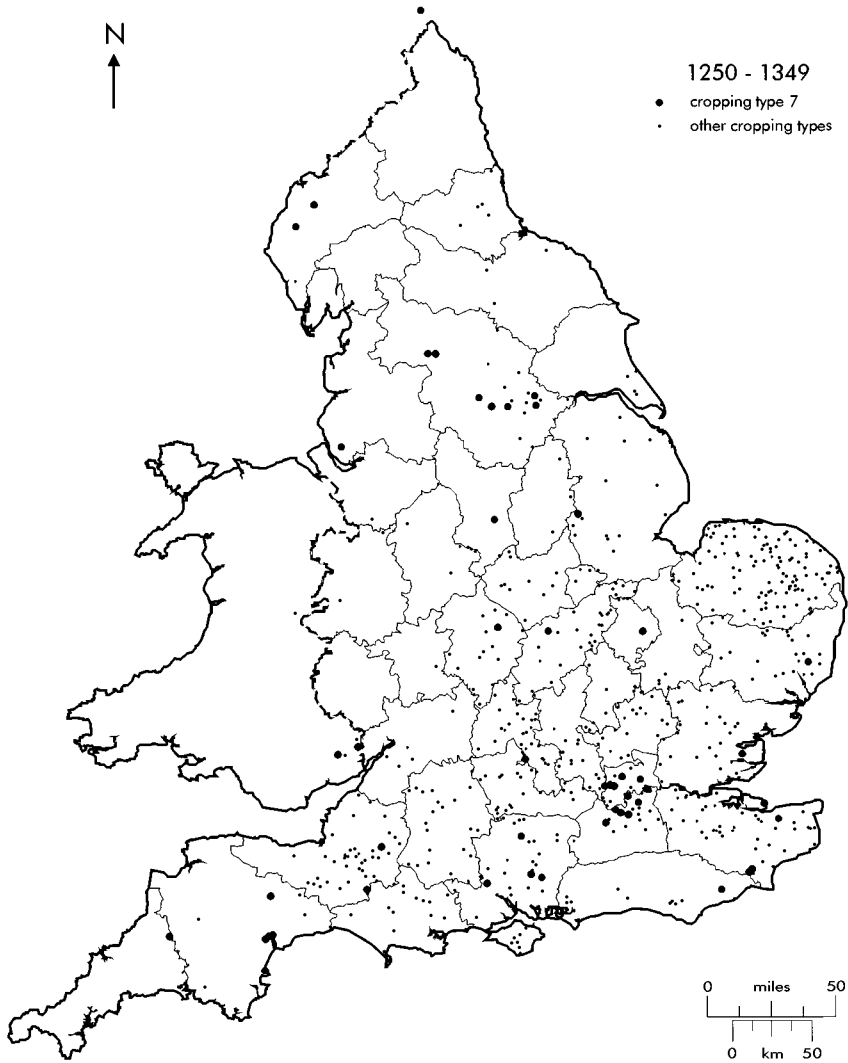 N
1250 - 1349
cropping type 7
other cropping types
0 miles 50
0 km 50